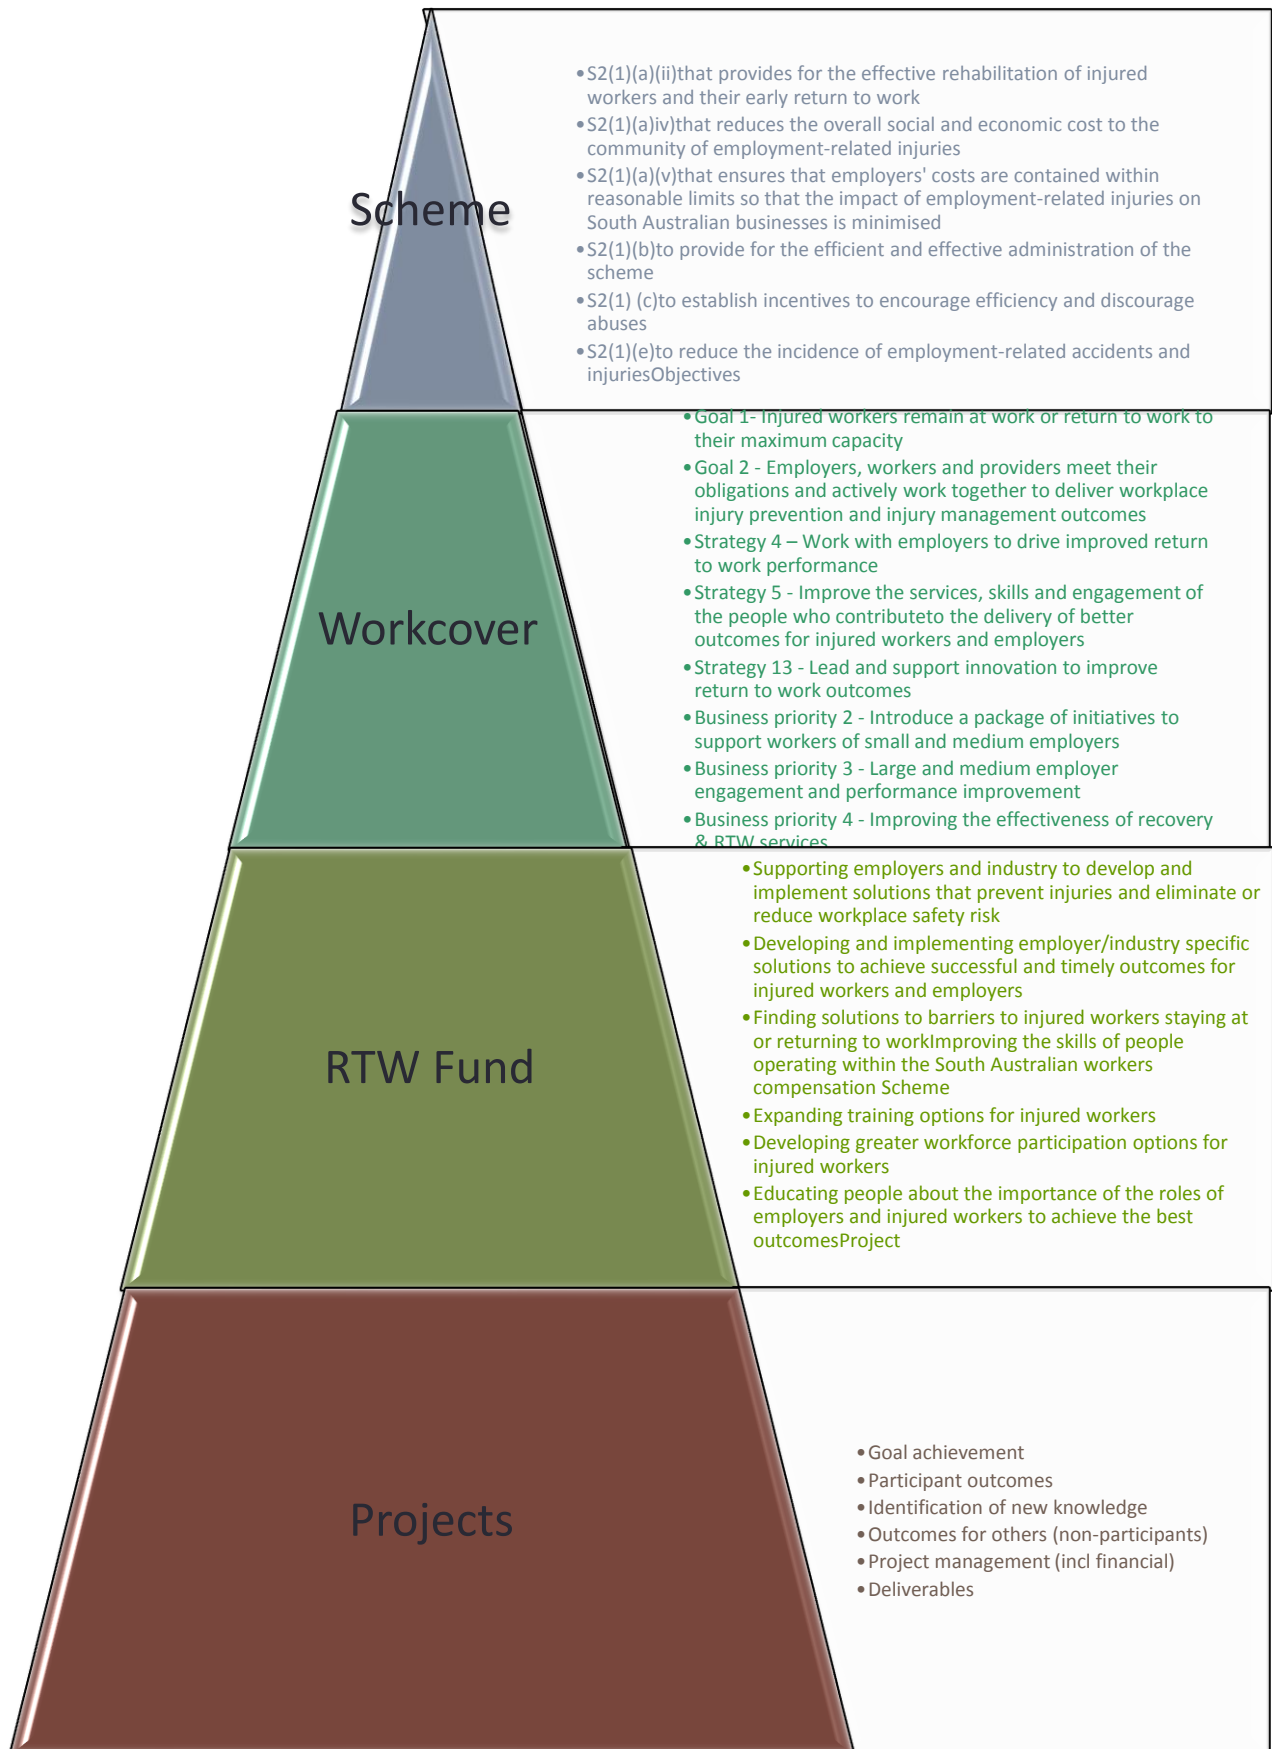 Scheme
•S2(1)(a)(ii)that provides for the effective rehabilitation of injured
workers and their early return to work
•S2(1)(a)iv)that reduces the overall social and economic cost to the
community of employment-related injuries
•S2(1)(a)(v)that ensures that employers' costs are contained within
reasonable limits so that the impact of employment-related injuries on
South Australian businesses is minimised
•S2(1)(b)to provide for the efficient and effective administration of the
scheme
•S2(1) (c)to establish incentives to encourage efficiency and discourage
abuses
•S2(1)(e)to reduce the incidence of employment-related accidents and
injuriesObjectives
Workcover
•Goal 1- Injured workers remain at work or return to work to
their maximum capacity
•Goal 2 - Employers, workers and providers meet their
obligations and actively work together to deliver workplace
injury prevention and injury management outcomes
•Strategy 4 – Work with employers to drive improved return
to work performance
•Strategy 5 - Improve the services, skills and engagement of
the people who contributeto the delivery of better
outcomes for injured workers and employers
•Strategy 13 - Lead and support innovation to improve
return to work outcomes
•Business priority 2 - Introduce a package of initiatives to
support workers of small and medium employers
•Business priority 3 - Large and medium employer
engagement and performance improvement
•Business priority 4 - Improving the effectiveness of recovery
& RTW services
RTW Fund
•Supporting employers and industry to develop and
implement solutions that prevent injuries and eliminate or
reduce workplace safety risk
•Developing and implementing employer/industry specific
solutions to achieve successful and timely outcomes for
injured workers and employers
•Finding solutions to barriers to injured workers staying at
or returning to workImproving the skills of people
operating within the South Australian workers
compensation Scheme
•Expanding training options for injured workers
•Developing greater workforce participation options for
injured workers
•Educating people about the importance of the roles of
employers and injured workers to achieve the best
outcomesProject
Projects
•Goal achievement
•Participant outcomes
•Identification of new knowledge
•Outcomes for others (non-participants)
•Project management (incl financial)
•Deliverables